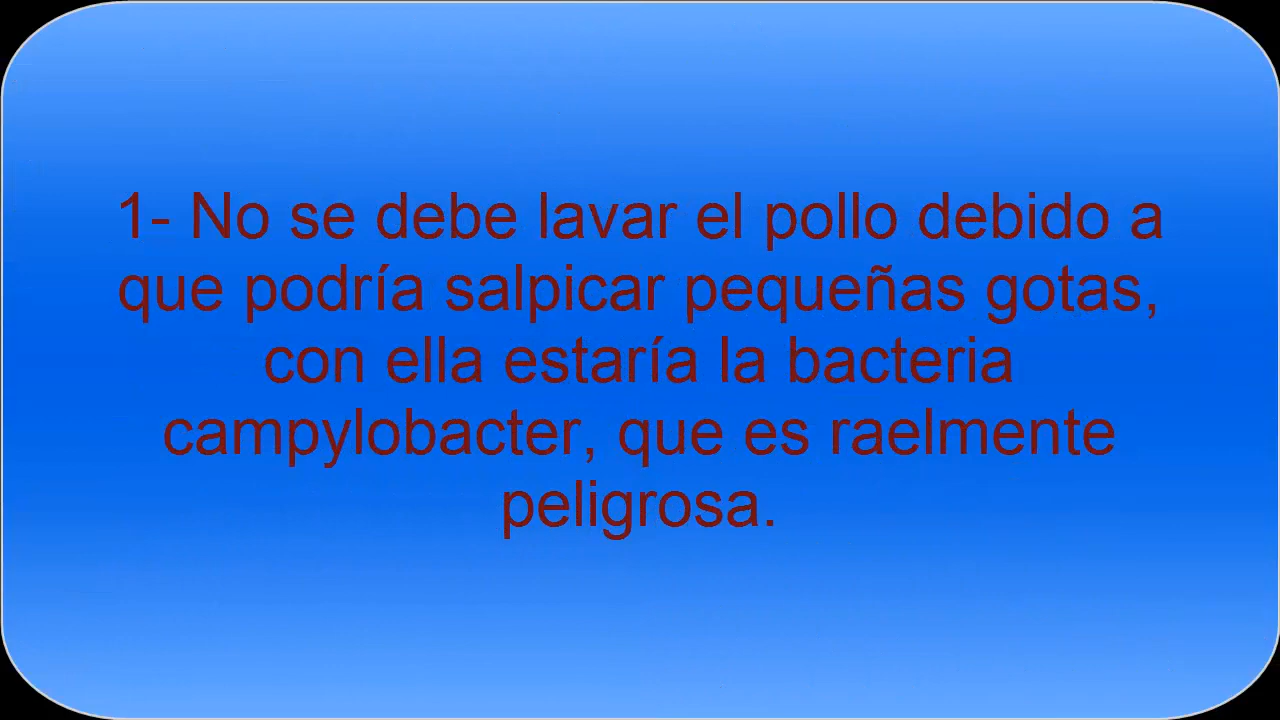 1- No se debe lavar el pollo debido a
que podría salpicar pequeñas gotas,
con ella estaría la bacteria
campylobacter, que es raelmente
peligrosa.